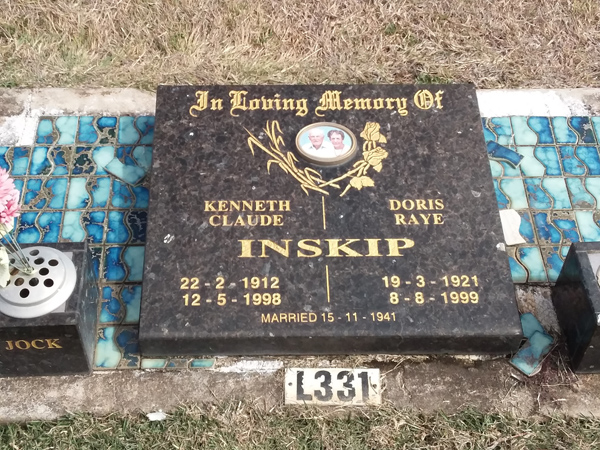 In Loving Memory Of
KENNETH CLAUDE
DORIS RAYE
INSKIP
22 - 2 - 1912
12 - 5 - 1998
19 - 3 - 1921
8 - 8 - 1999
MARRIED 15 - 11 - 1941
JOCK
L331